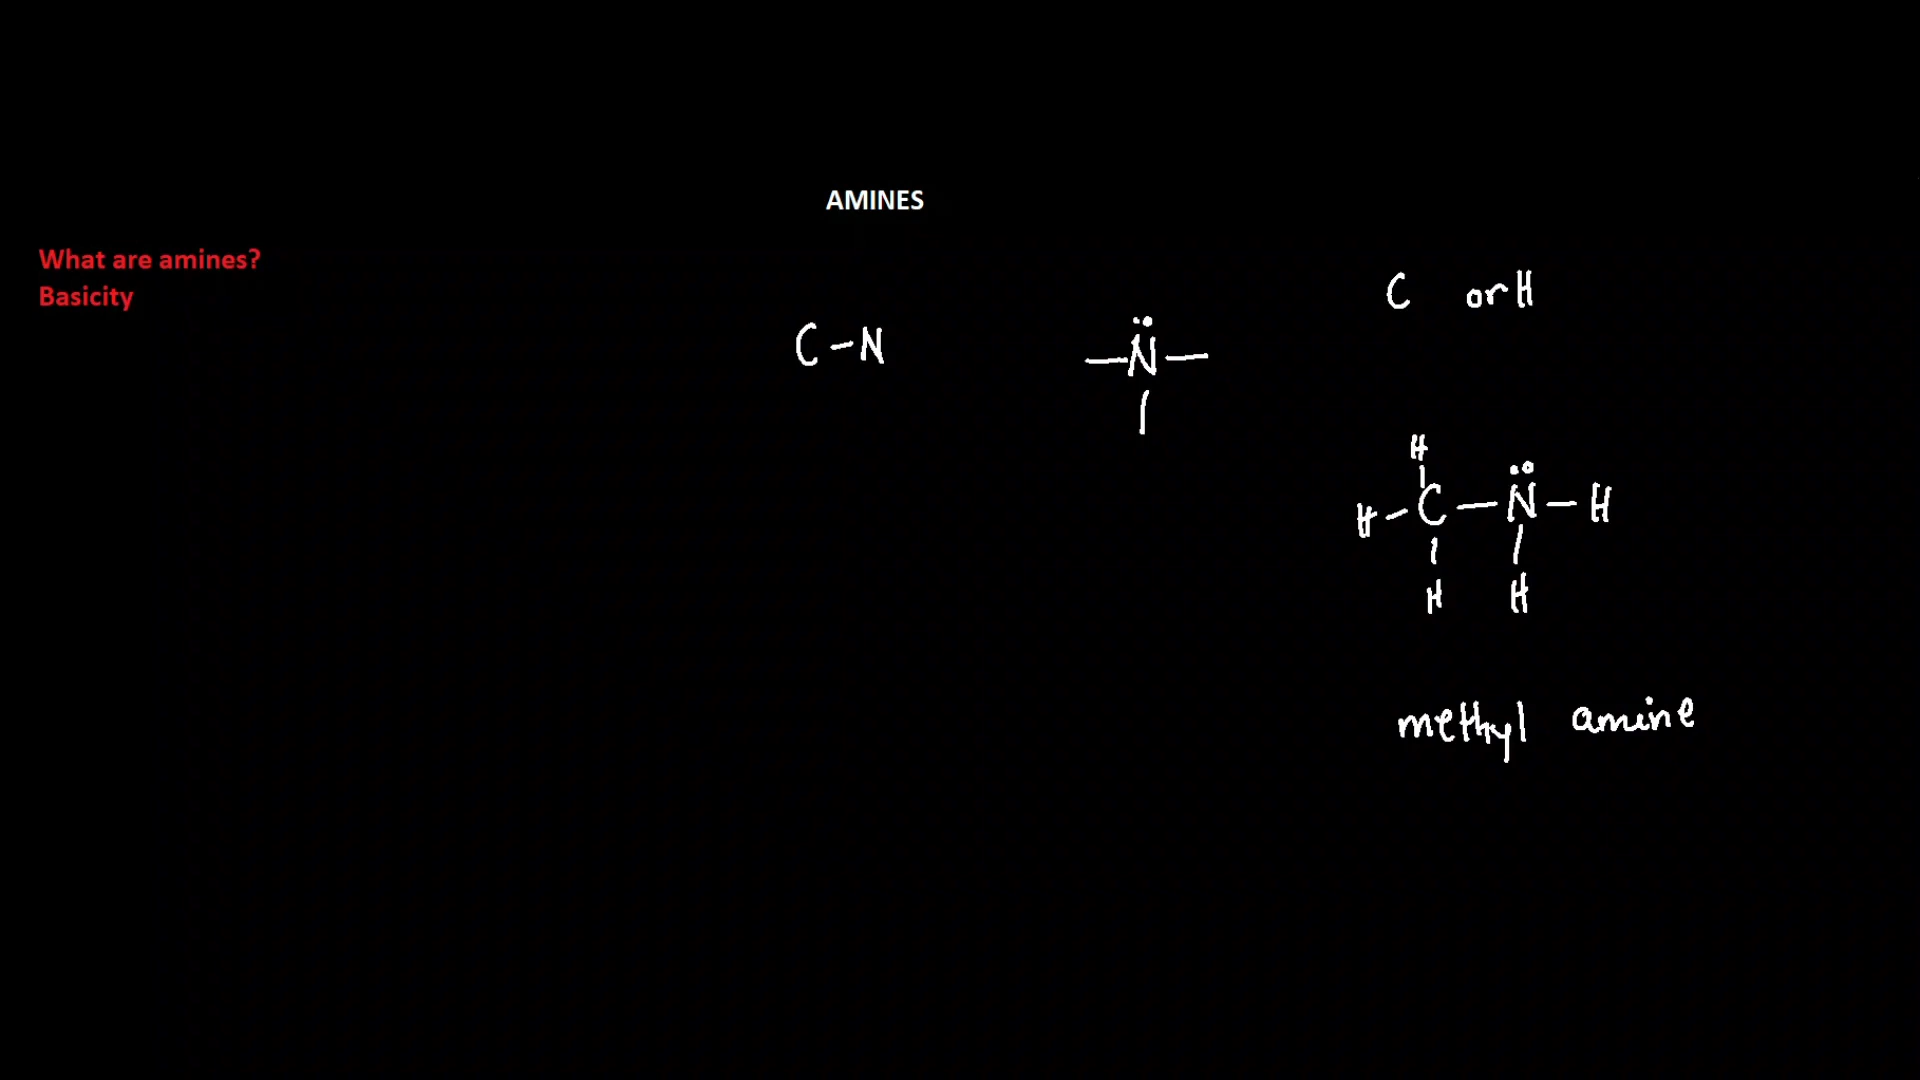 AMINES
What are amines?
Basicity
C or H
C - N
N
H
H - C - N - H
H H
methyl amine